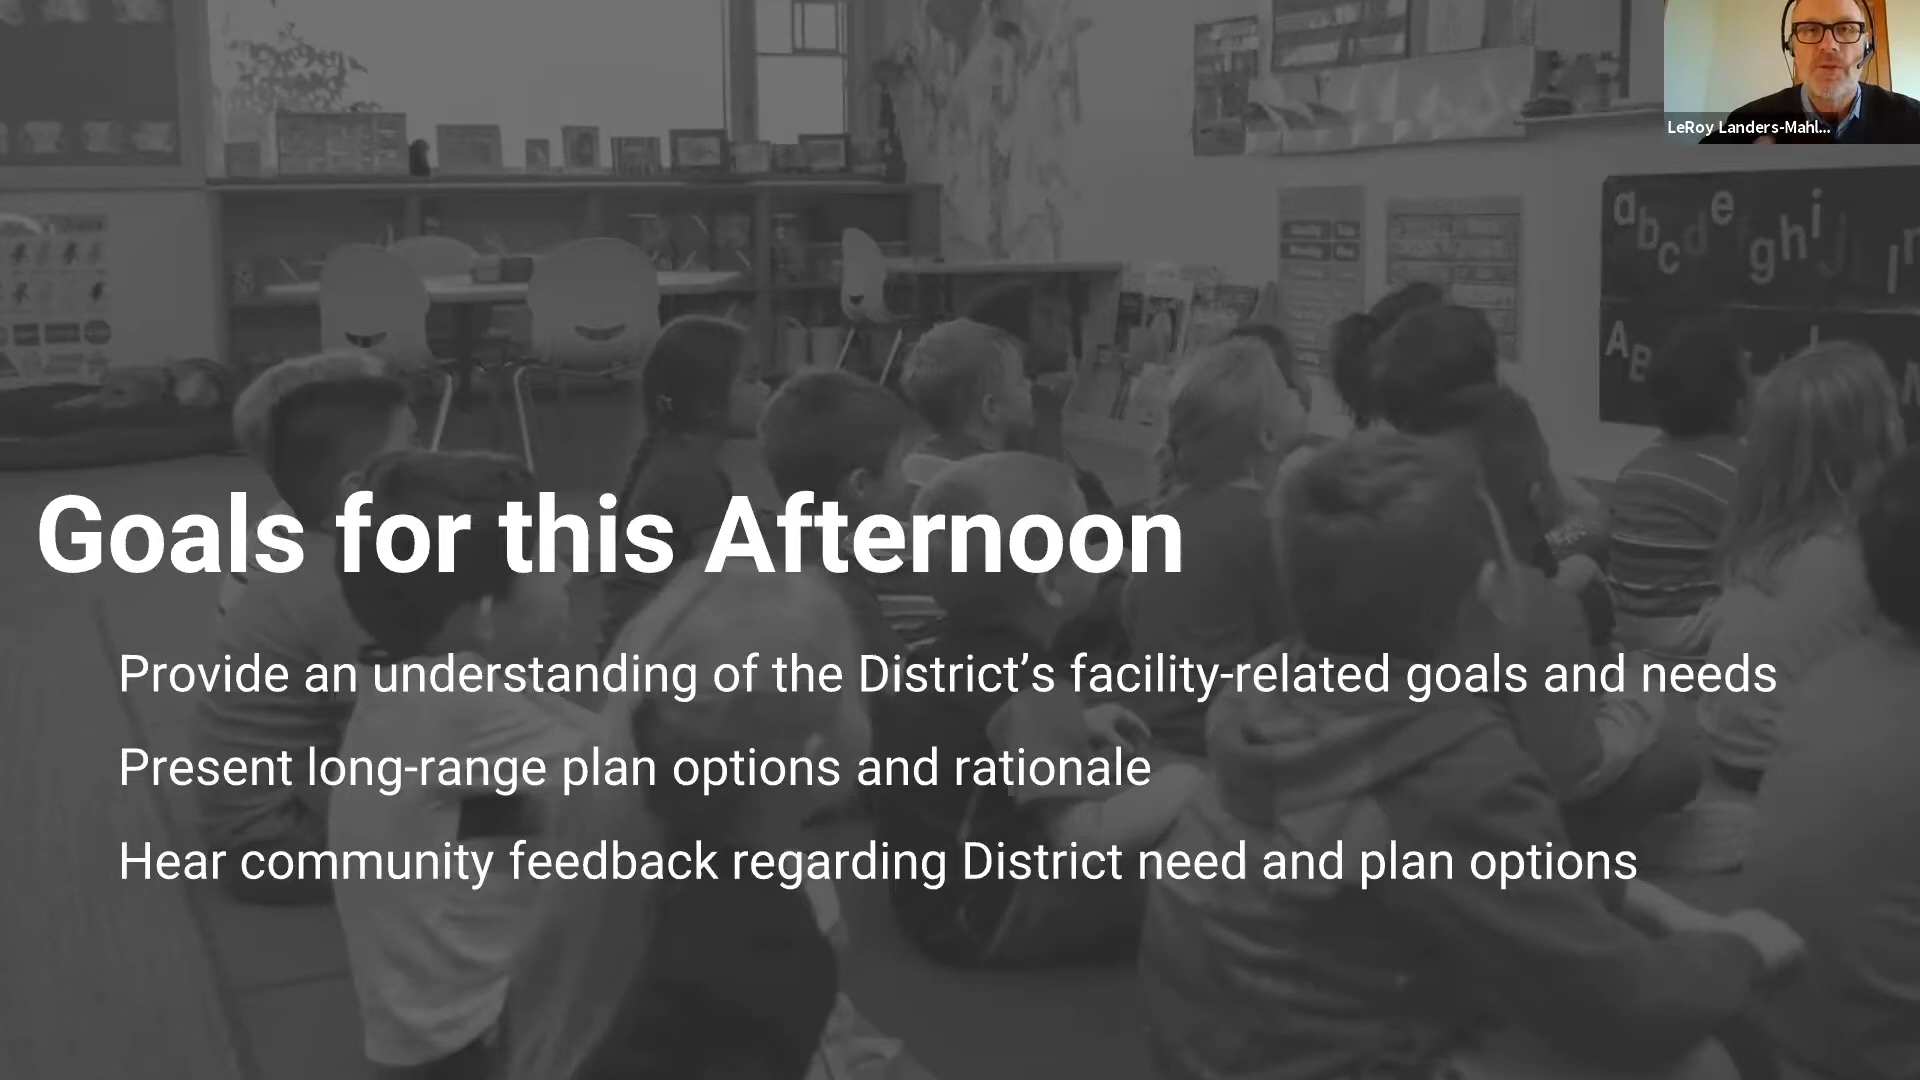 LeRoy Landers-Mahl...
a b c d e g h i j l
A B
Goals for this Afternoon
Provide an understanding of the District’s facility-related goals and needs
Present long-range plan options and rationale
Hear community feedback regarding District need and plan options